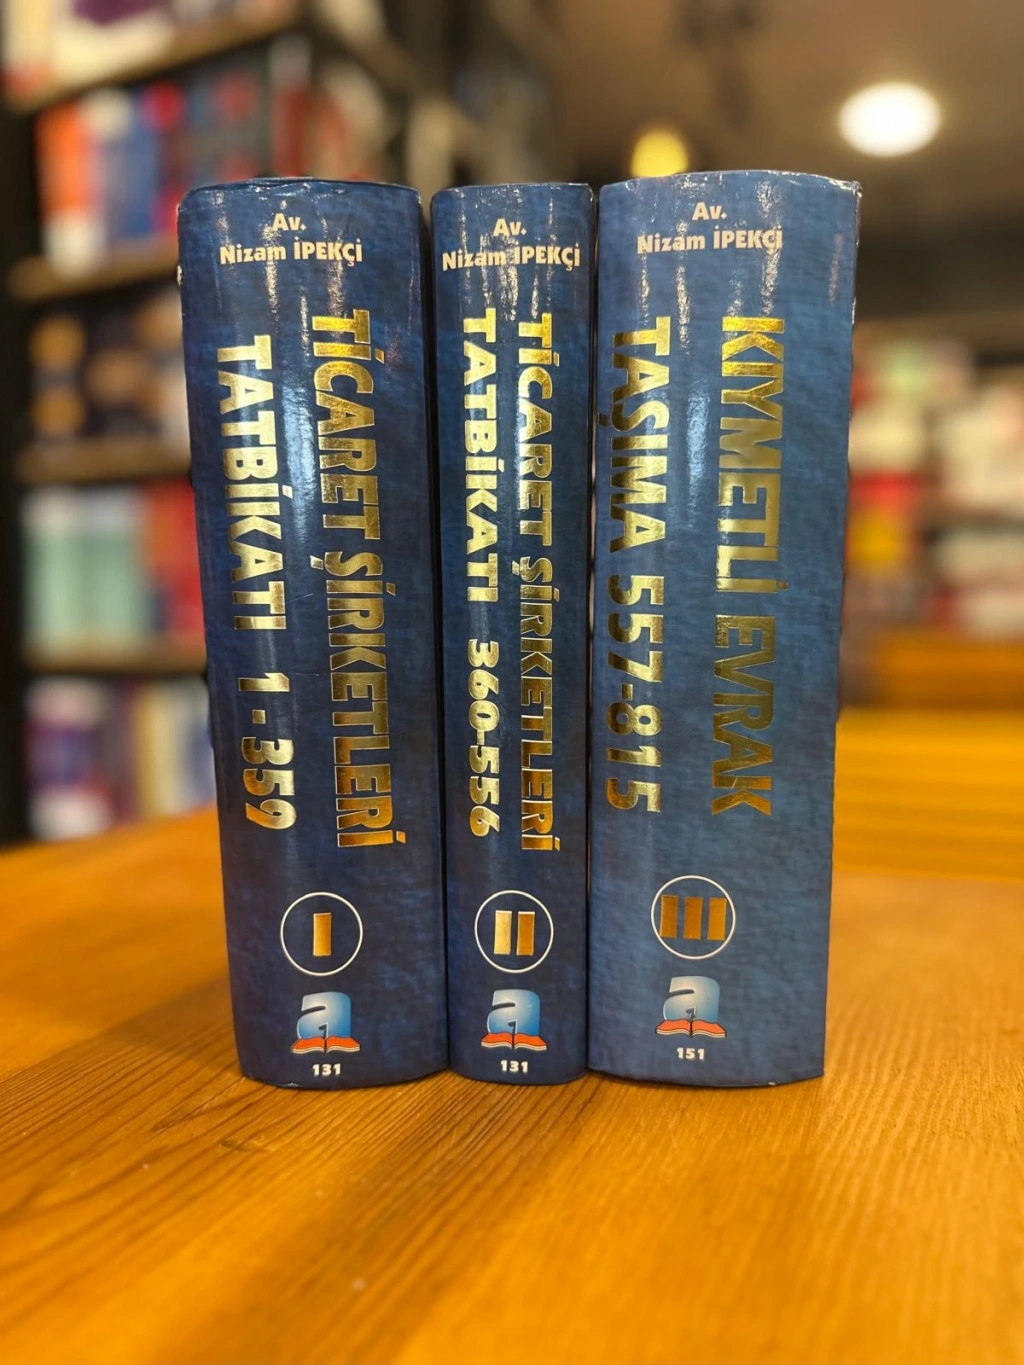 Av.
Nizam İPEKÇİ
TİCARET ŞİRKETLERİ
TATBİKATI 1-359
I
a
131
Av.
Nizam İPEKÇİ
TİCARET ŞİRKETLERİ
TATBİKATI 360-556
II
a
131
Av.
Nizam İPEKÇİ
KIYMETLİ EVRAK
TAŞIMA 557-815
III
a
151